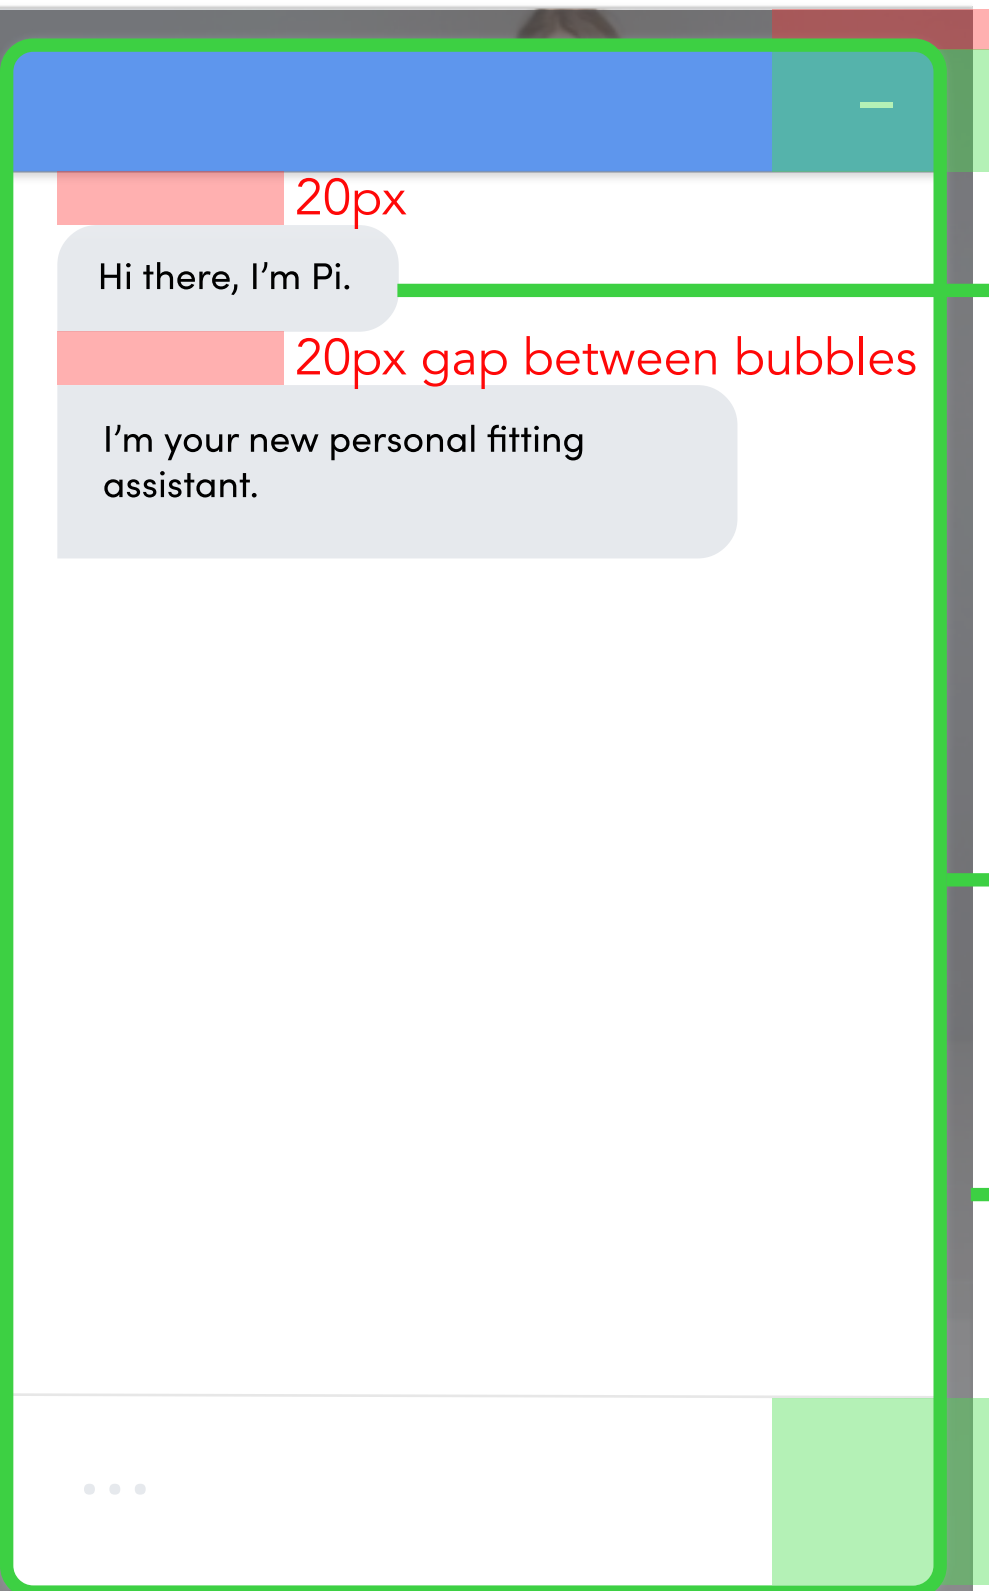 20px
Hi there, I’m Pi.
20px gap between bubbles
I’m your new personal fitting
assistant.